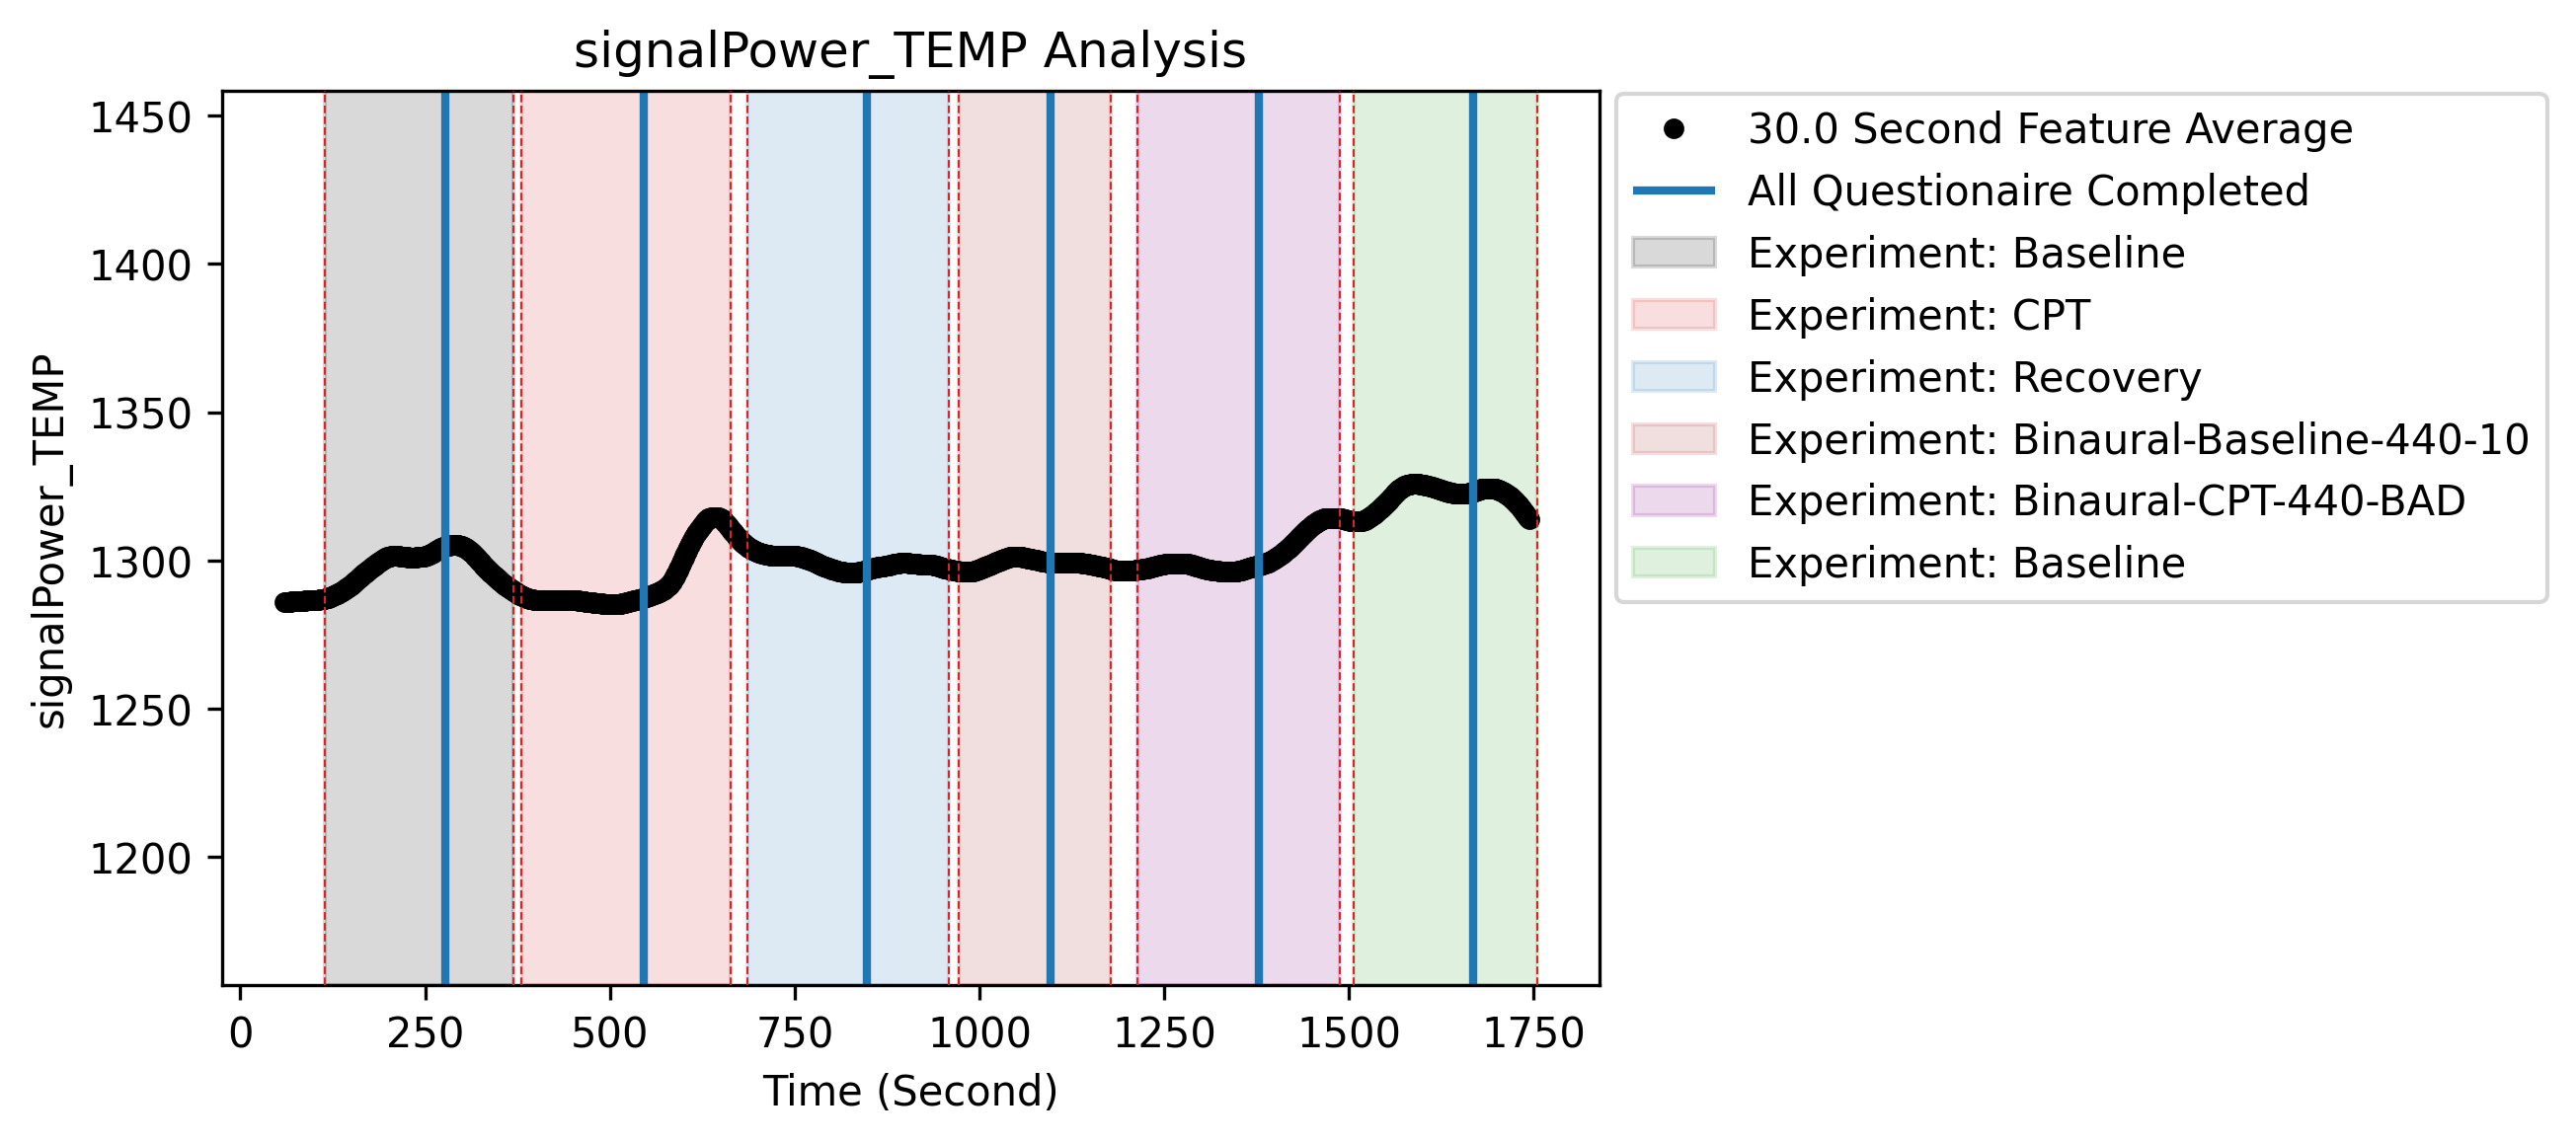 signalPower_TEMP Analysis
signalPower_TEMP
1450
1400
1350
1300
1250
1200
0 250 500 750 1000 1250 1500 1750
Time (Second)
30.0 Second Feature Average
All Questionaire Completed
Experiment: Baseline
Experiment: CPT
Experiment: Recovery
Experiment: Binaural-Baseline-440-10
Experiment: Binaural-CPT-440-BAD
Experiment: Baseline